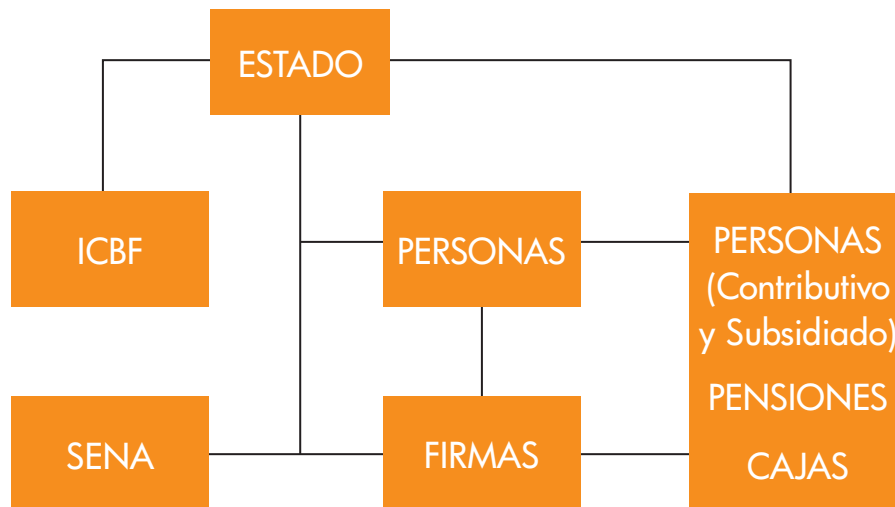 ESTADO
ICBF
PERSONAS
PERSONAS
(Contributivo
y Subsidiado)
PENSIONES
CAJAS
SENA
FIRMAS